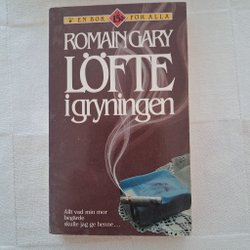 EN BOK 15:- FÖR ALLA
ROMAIN GARY
LÖFTE
i gryningen
Allt vad min mor
begärde
skulle jag ge henne...